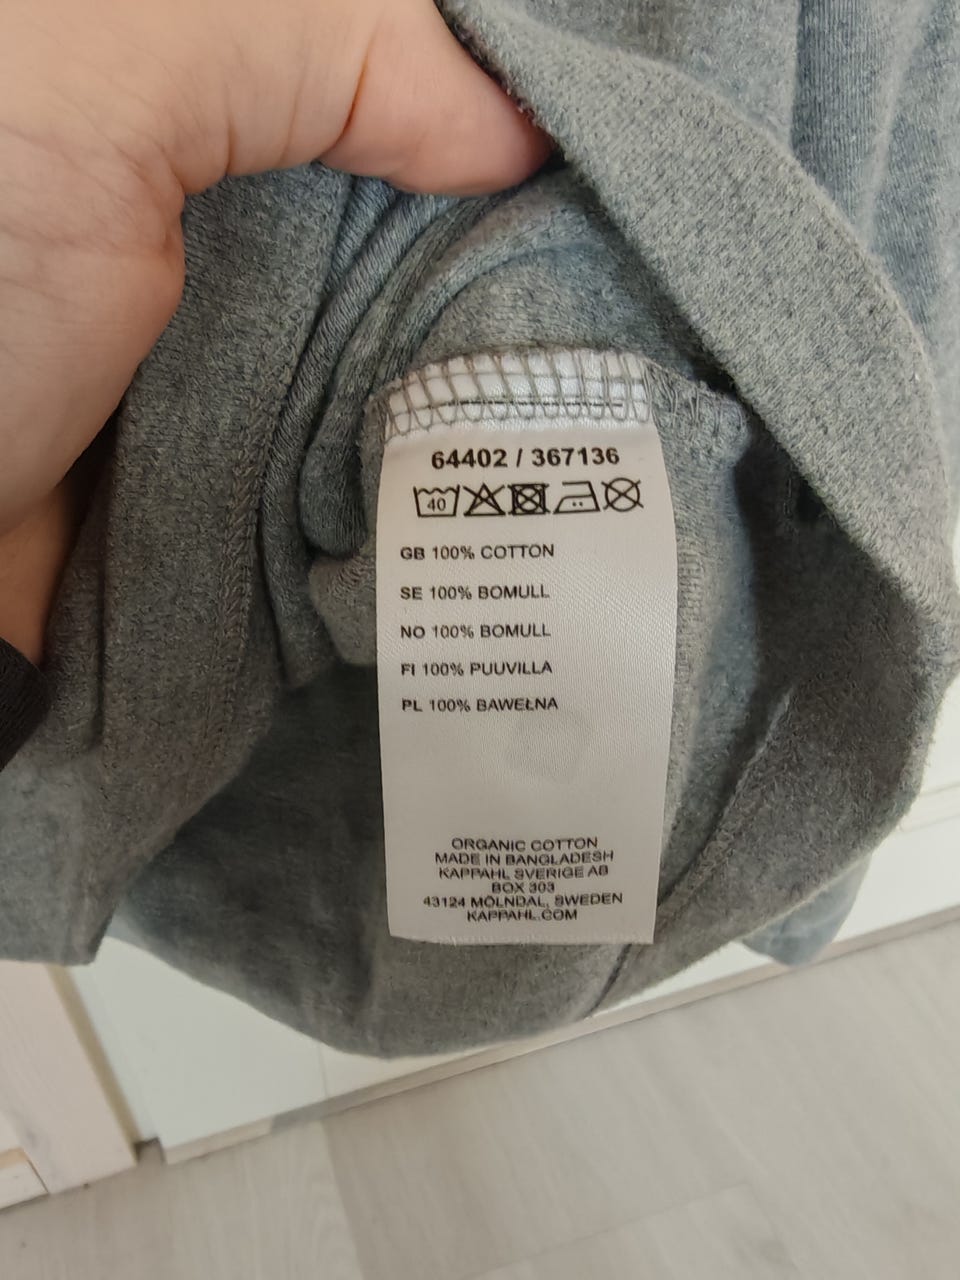 64402 / 367136
40
GB 100% COTTON
SE 100% BOMULL
NO 100% BOMULL
FI 100% PUUVILLA
PL 100% BAWEŁNA
ORGANIC COTTON
MADE IN BANGLADESH
KAPPAHL SVERIGE AB
BOX 303
43124 MÖLNDAL, SWEDEN
KAPPAHL.COM